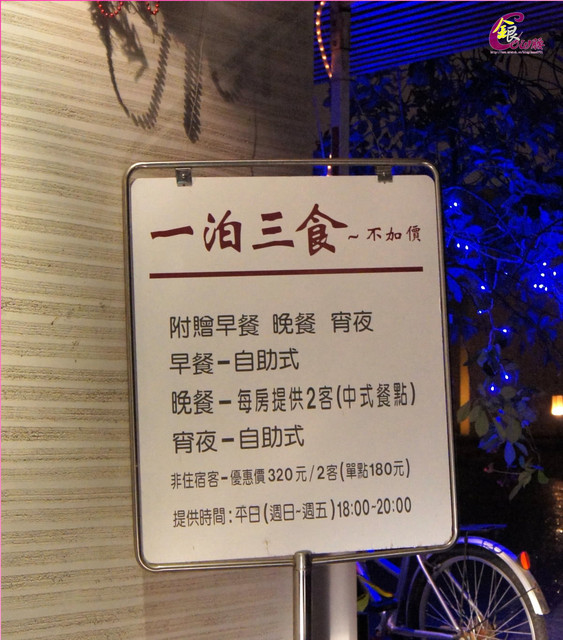 銀
一泊三食~不加價
附贈早餐 晚餐 宵夜
早餐-自助式
晚餐-每房提供2客(中式餐點)
宵夜-自助式
非住宿客-優惠價320元/2客(單點180元)
提供時間:平日(週日-週五)18:00-20:00